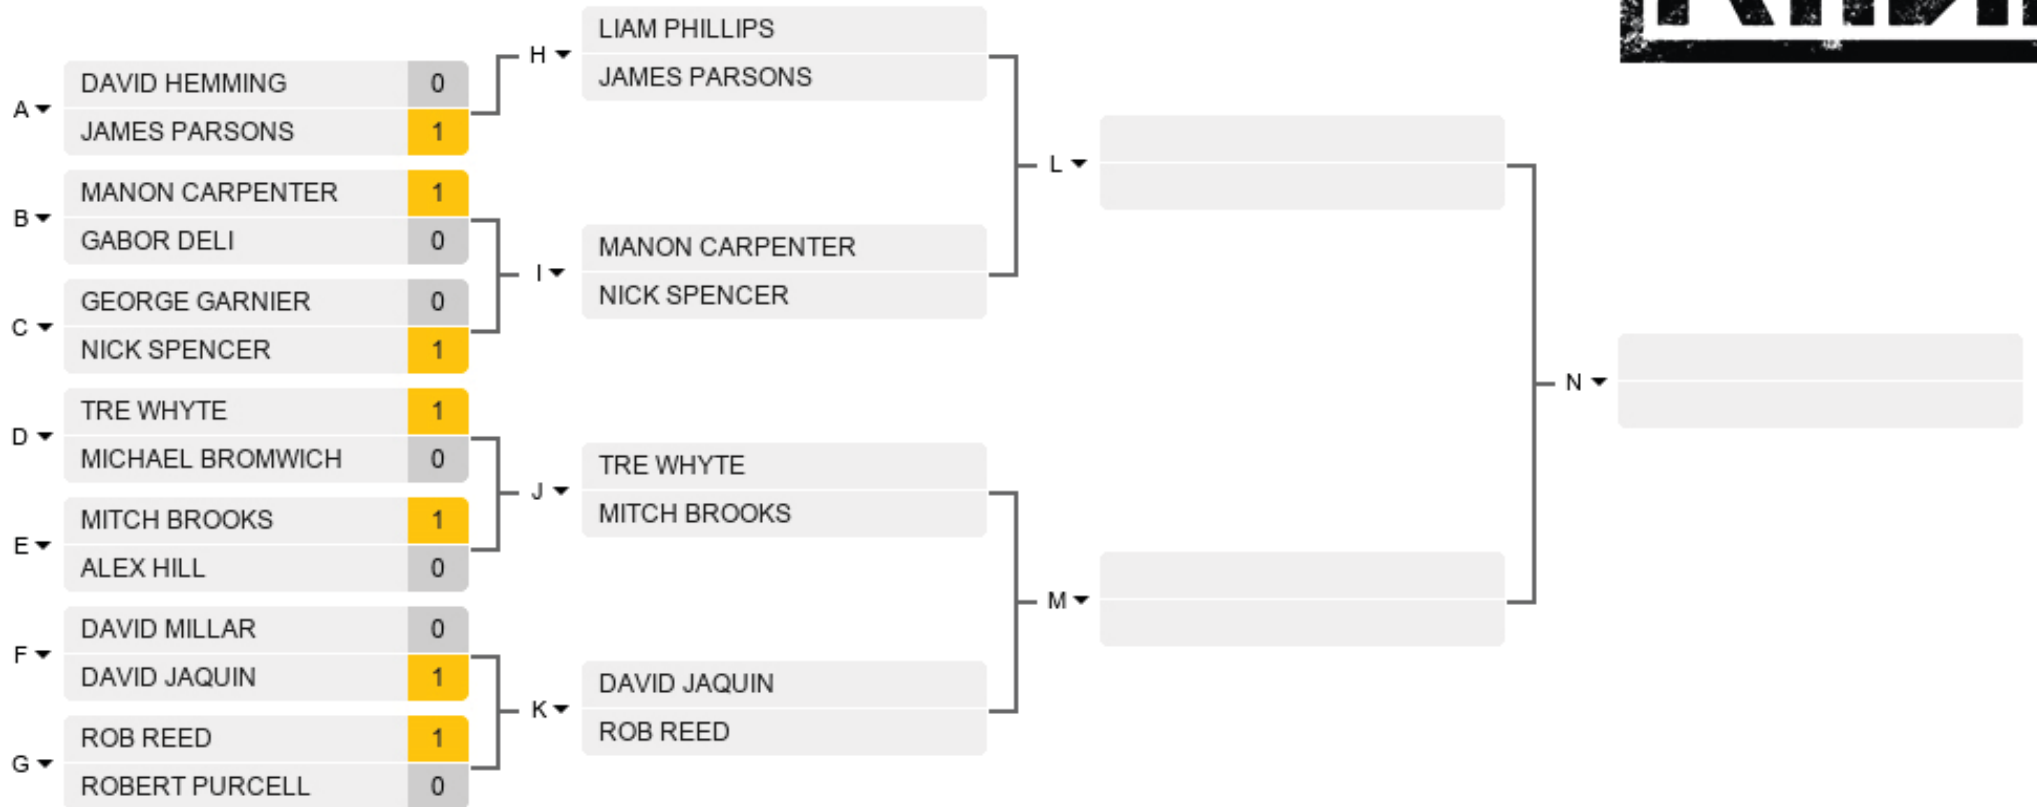 A
DAVID HEMMING 0
JAMES PARSONS 1
B
MANON CARPENTER 1
GABOR DELI 0
C
GEORGE GARNIER 0
NICK SPENCER 1
D
TRE WHYTE 1
MICHAEL BROMWICH 0
E
MITCH BROOKS 1
ALEX HILL 0
F
DAVID MILLAR 0
DAVID JAQUIN 1
G
ROB REED 1
ROBERT PURCELL 0
H
LIAM PHILLIPS
JAMES PARSONS
I
MANON CARPENTER
NICK SPENCER
J
TRE WHYTE
MITCH BROOKS
K
DAVID JAQUIN
ROB REED
L
M
N